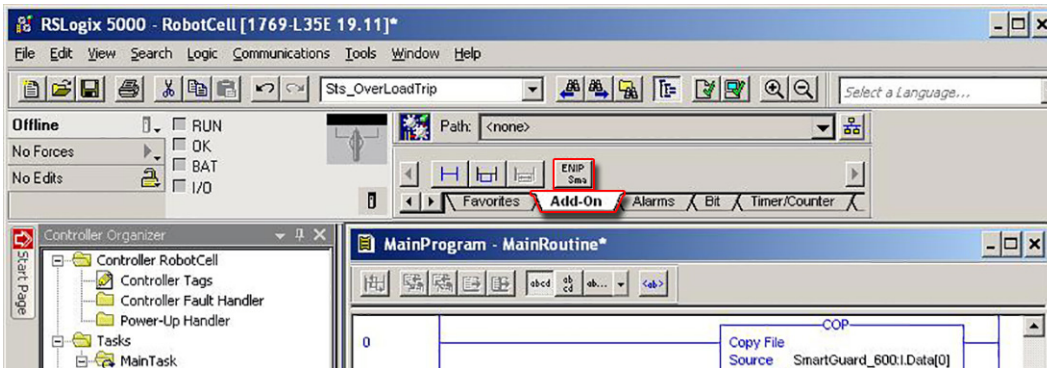 RSLogix 5000 - RobotCell [1769-L35E 19.11]*
File Edit View Search Logic Communications Tools Window Help
Sts_OverLoadTrip
Select a Language...
Offline
RUN
No Forces
OK
No Edits
BAT
I/O
Path: <none>
ENIP
Sma
Favorites Add-On Alarms Bit Timer/Counter
Start Page
Controller Organizer
Controller RobotCell
Controller Tags
Controller Fault Handler
Power-Up Handler
Tasks
MainTask
MainProgram - MainRoutine*
abcd ab cd ab... <ab>
0
COP
Copy File
Source SmartGuard_600:I.Data[0]